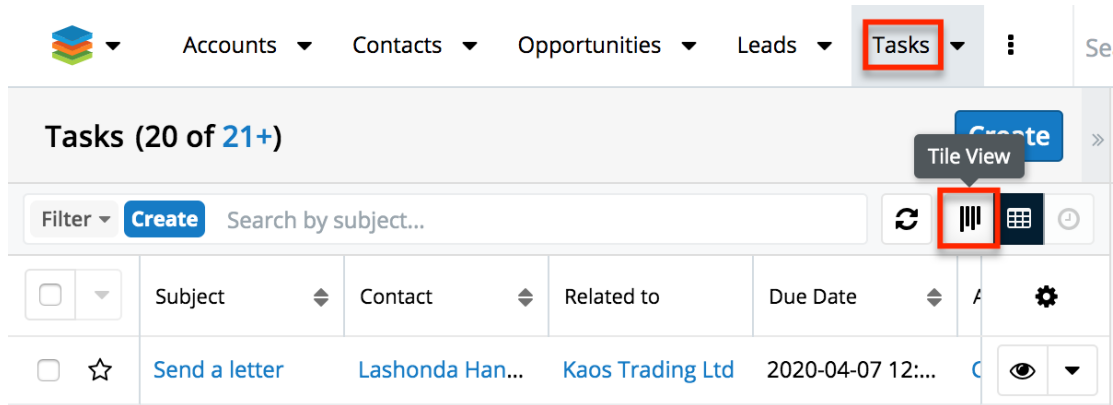 Accounts Contacts Opportunities Leads Tasks Se
Tasks (20 of 21+) Create
Tile View
Filter Create Search by subject...
Subject Contact Related to Due Date
Send a letter Lashonda Han... Kaos Trading Ltd 2020-04-07 12:...